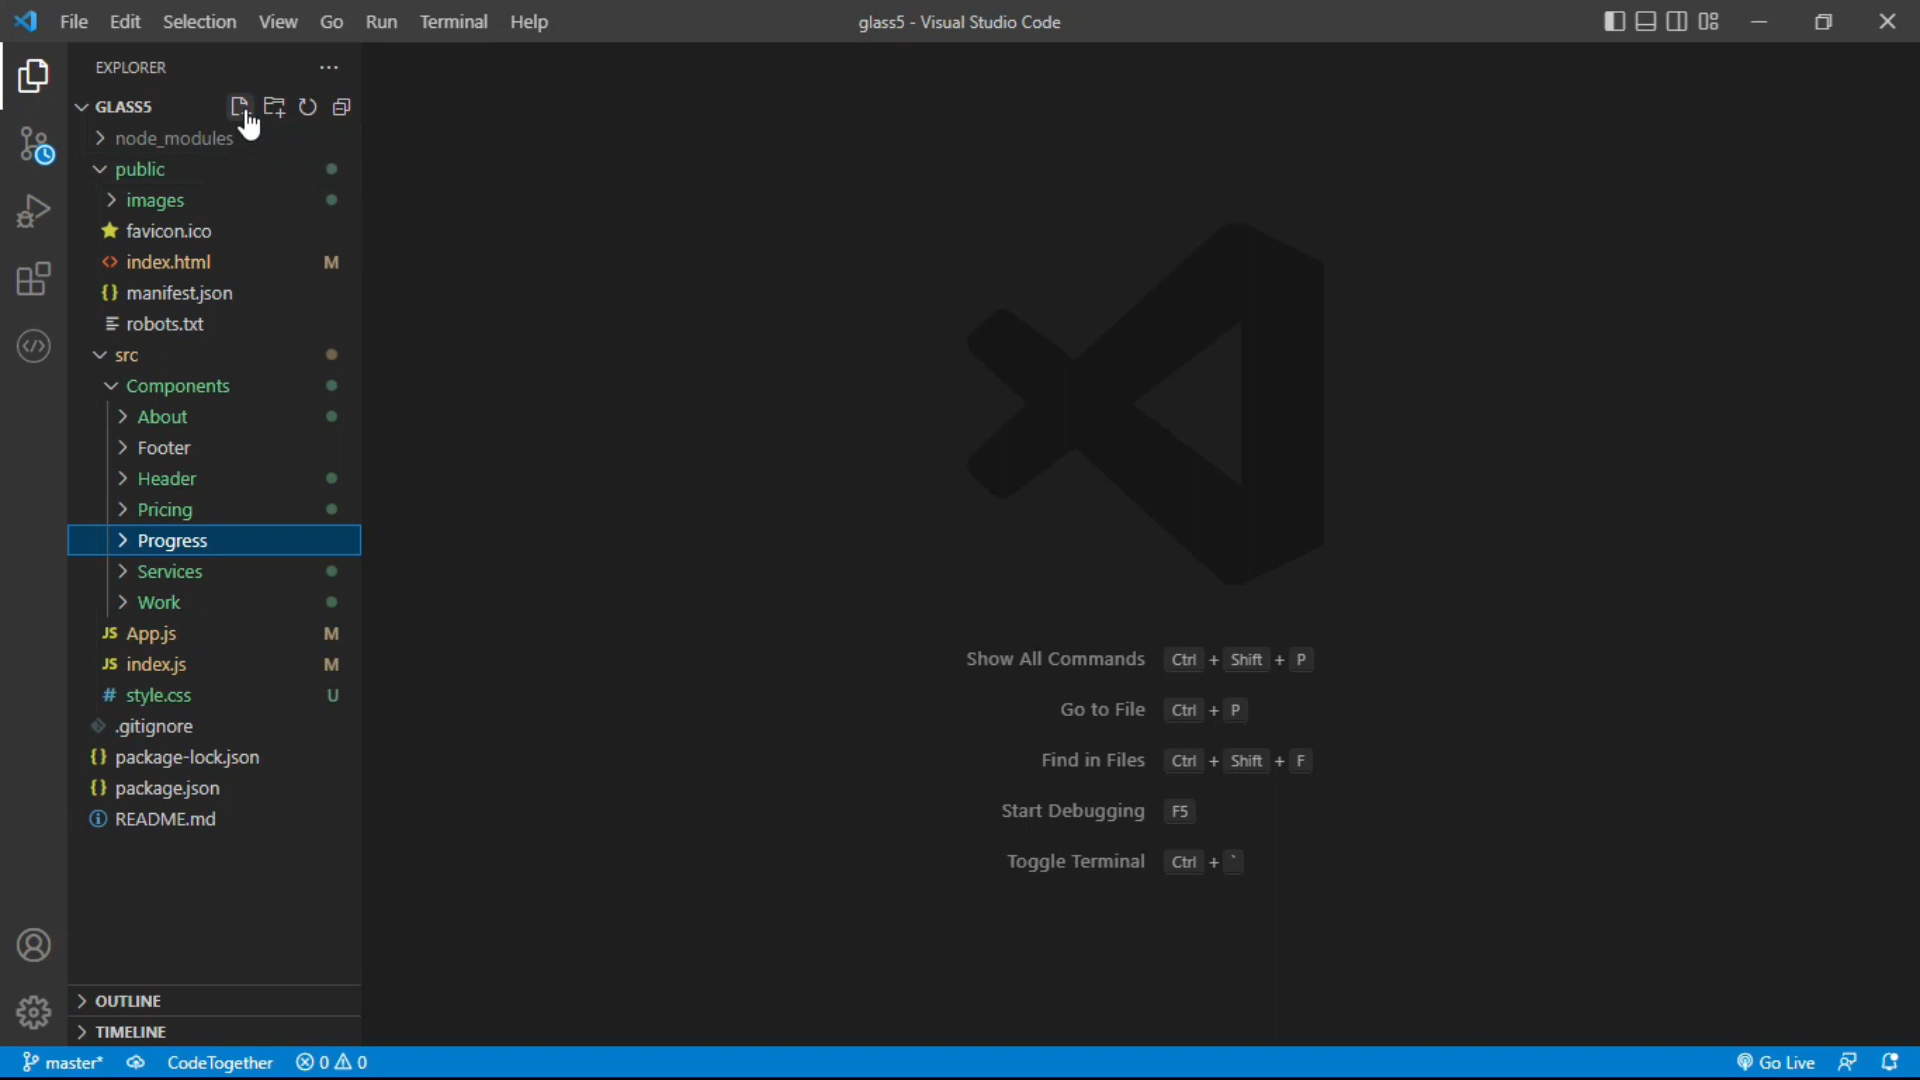 File Edit Selection View Go Run Terminal Help
glass5 - Visual Studio Code
EXPLORER
GLASS5
node_modules
public
images
favicon.ico
index.html M
manifest.json
robots.txt
src
Components
About
Footer
Header
Pricing
Progress
Services
Work
JS App.js M
JS index.js M
# style.css U
.gitignore
{} package-lock.json
{} package.json
README.md
OUTLINE
TIMELINE
Show All Commands Ctrl + Shift + P
Go to File Ctrl + P
Find in Files Ctrl + Shift + F
Start Debugging F5
Toggle Terminal Ctrl + `
master* CodeTogether 0 0 Go Live